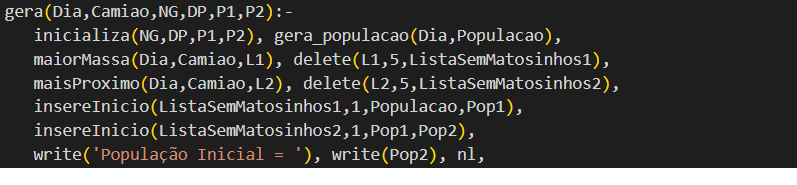 gera(Dia,Camiao,NG,DP,P1,P2):-
inicializa(NG,DP,P1,P2), gera_populacao(Dia,Populacao),
maiorMassa(Dia,Camiao,L1), delete(L1,5,ListaSemMatosinhos1),
maisProximo(Dia,Camiao,L2), delete(L2,5,ListaSemMatosinhos2),
insereInicio(ListaSemMatosinhos1,1,Populacao,Pop1),
insereInicio(ListaSemMatosinhos2,1,Pop1,Pop2),
write('População Inicial = '), write(Pop2), nl,